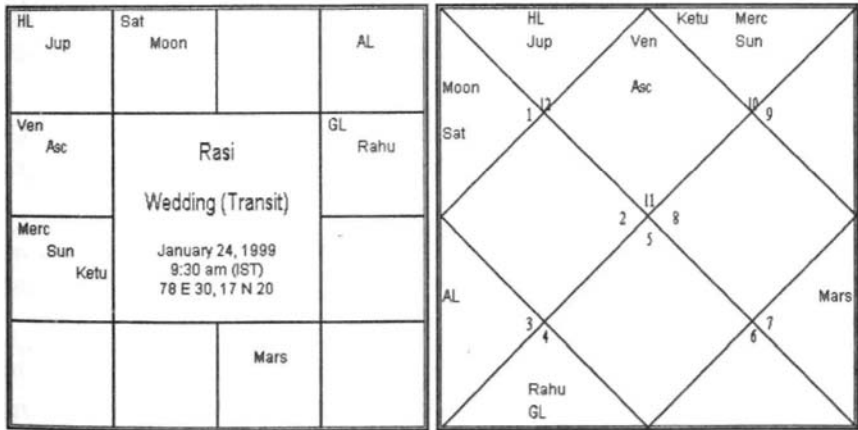 HL
Jup
Sat
Moon
AL
Ven
Asc
GL
Rahu
Merc
Sun
Ketu
Mars
Rasi
Wedding (Transit)
January 24, 1999
9:30 am (IST)
78 E 30, 17 N 20
HL
Jup
Ketu
Merc
Sun
Ven
Asc
Moon
Sat
12
1
10
9
11
2
8
5
AL
Mars
3
4
7
6
Rahu
GL